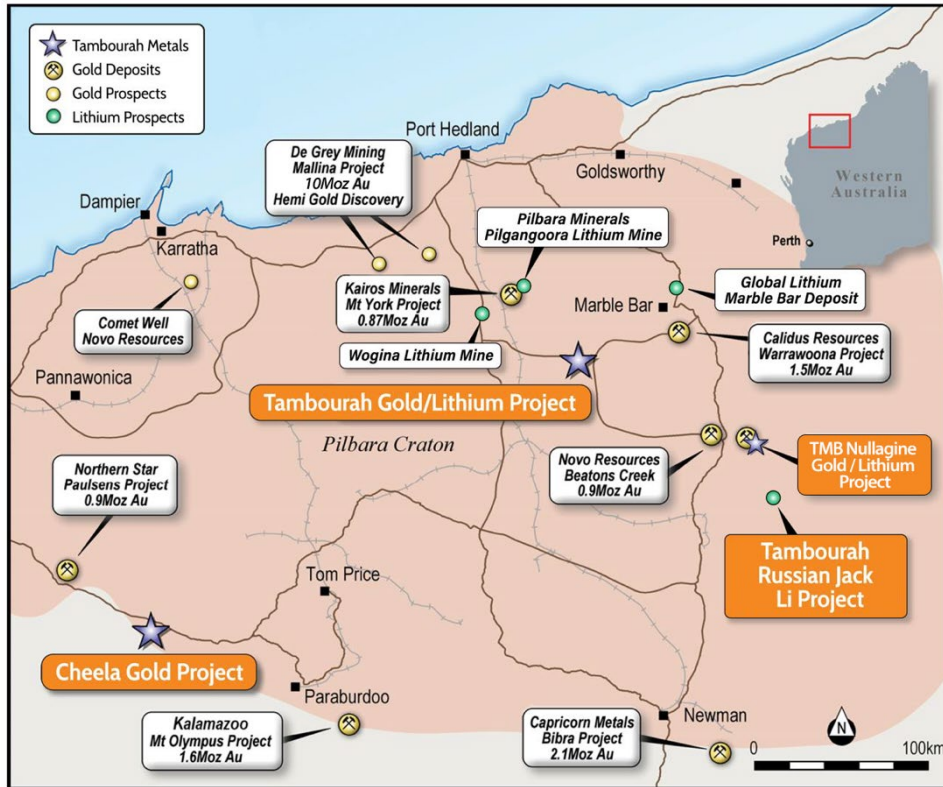 Tambourah Metals
Gold Deposits
Gold Prospects
Lithium Prospects
Western
Australia
Perth
Port Hedland
Goldsworthy
Dampier
Karratha
De Grey Mining
Mallina Project
10Moz Au
Hemi Gold Discovery
Pilbara Minerals
Pilgangoora Lithium Mine
Kairos Minerals
Mt York Project
0.87Moz Au
Marble Bar
Global Lithium
Marble Bar Deposit
Comet Well
Novo Resources
Wogina Lithium Mine
Calidus Resources
Warrawoona Project
1.5Moz Au
Pannawonica
Tambourah Gold/Lithium Project
Pilbara Craton
Northern Star
Paulsens Project
0.9Moz Au
Novo Resources
Beatons Creek
0.9Moz Au
TMB Nullagine
Gold / Lithium
Project
Tambourah
Russian Jack
Li Project
Tom Price
Cheela Gold Project
Paraburdoo
Kalamazoo
Mt Olympus Project
1.6Moz Au
Capricorn Metals
Bibra Project
2.1Moz Au
Newman
N
0 100km